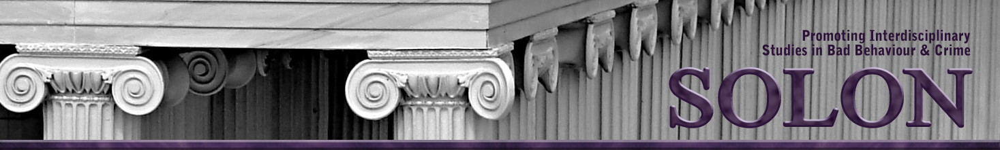 Promoting Interdisciplinary
Studies in Bad Behaviour & Crime
SOLON